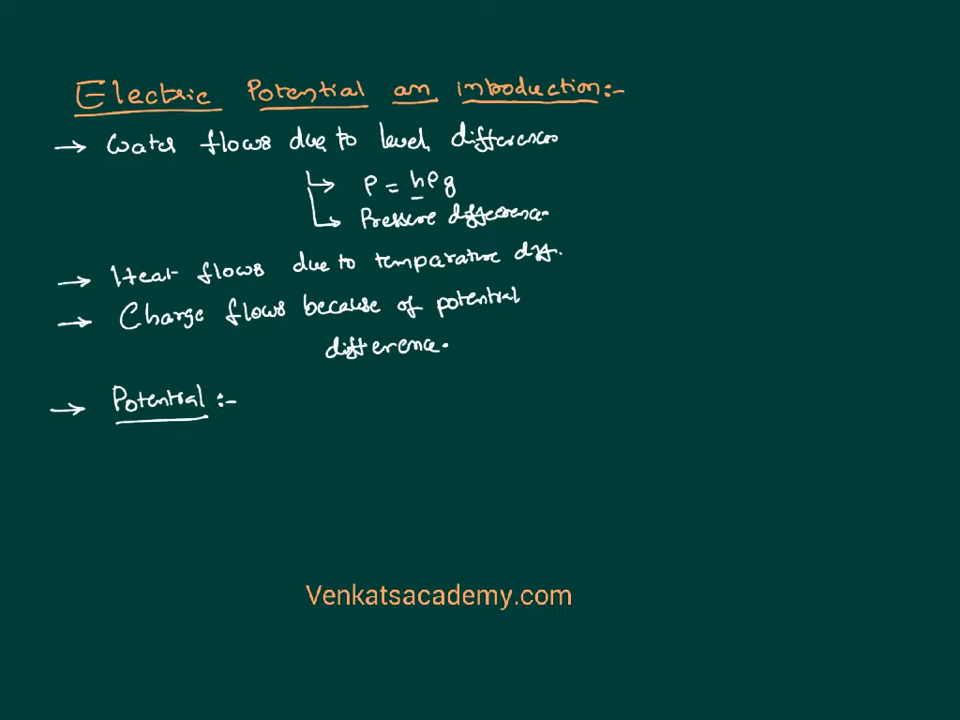 Electric Potential an introduction:-
→ Water flows due to level differences
→ P = hρg
→ Pressure difference.
→ Heat flows due to temparature diff.
→ Charge flows because of potential
difference.
→ Potential :-
Venkatsacademy.com